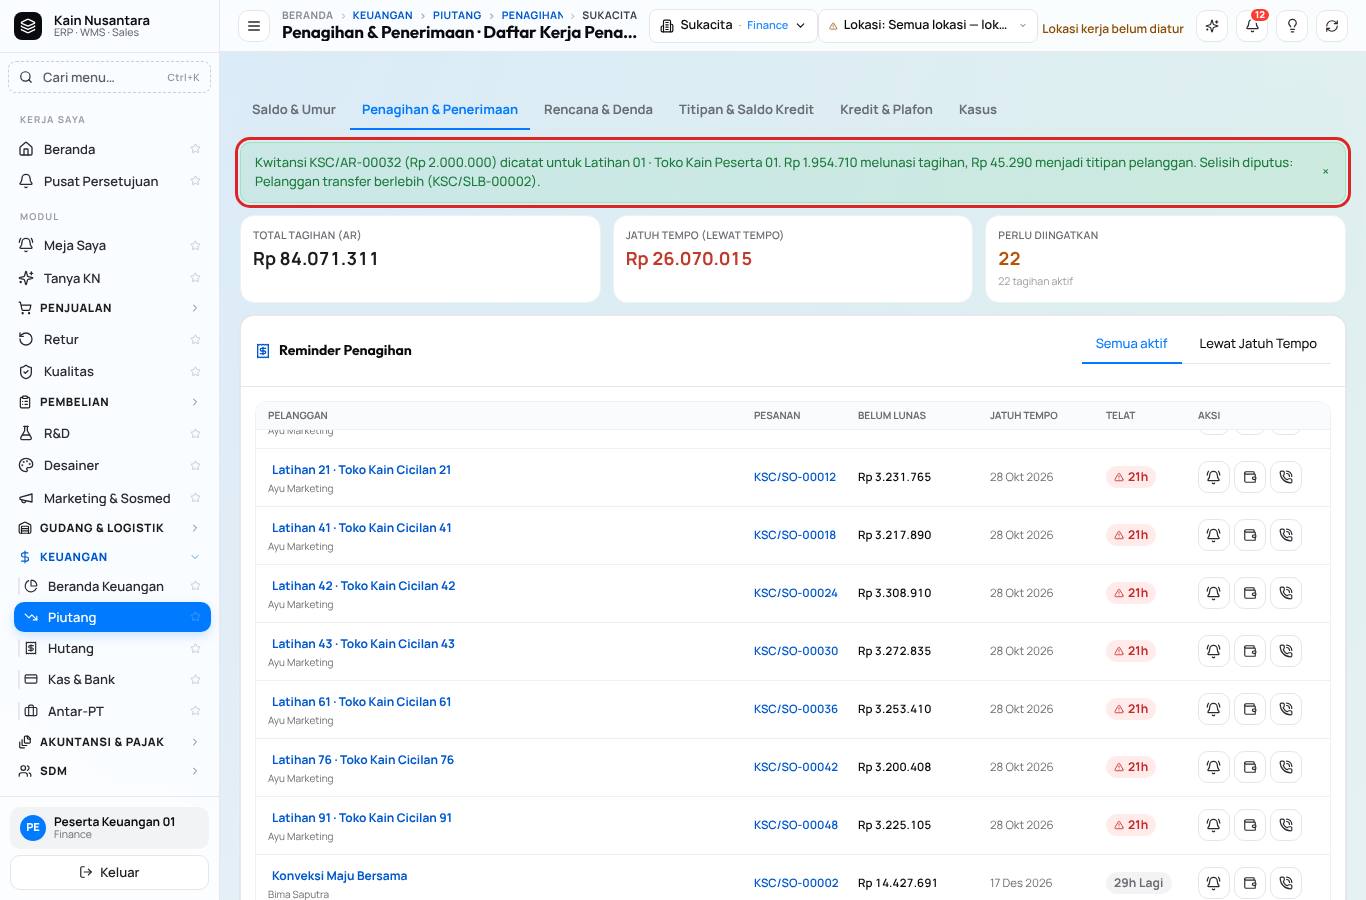 Kain Nusantara
ERP · WMS · Sales
Cari menu... Ctrl+K
KERJA SAYA
Beranda
Pusat Persetujuan
MODUL
Meja Saya
Tanya KN
PENJUALAN
Retur
Kualitas
PEMBELIAN
R&D
Desainer
Marketing & Sosmed
GUDANG & LOGISTIK
KEUANGAN
Beranda Keuangan
Piutang
Hutang
Kas & Bank
Antar-PT
AKUNTANSI & PAJAK
SDM
PE Peserta Keuangan 01
Finance
Keluar
BERANDA > KEUANGAN > PIUTANG > PENAGIHAN > SUKACITA
Penagihan & Penerimaan · Daftar Kerja Pena...
Sukacita · Finance
Lokasi: Semua lokasi — lok...
Lokasi kerja belum diatur
12
Saldo & Umur Penagihan & Penerimaan Rencana & Denda Titipan & Saldo Kredit Kredit & Plafon Kasus
Kwitansi KSC/AR-00032 (Rp 2.000.000) dicatat untuk Latihan 01 · Toko Kain Peserta 01. Rp 1.954.710 melunasi tagihan, Rp 45.290 menjadi titipan pelanggan. Selisih diputus:
Pelanggan transfer berlebih (KSC/SLB-00002). ×
TOTAL TAGIHAN (AR)
Rp 84.071.311
JATUH TEMPO (LEWAT TEMPO)
Rp 26.070.015
PERLU DIINGATKAN
22
22 tagihan aktif
Reminder Penagihan
Semua aktif Lewat Jatuh Tempo
PELANGGAN PESANAN BELUM LUNAS JATUH TEMPO TELAT AKSI
Ayu Marketing
Latihan 21 · Toko Kain Cicilan 21 KSC/SO-00012 Rp 3.231.765 28 Okt 2026 21h
Ayu Marketing
Latihan 41 · Toko Kain Cicilan 41 KSC/SO-00018 Rp 3.217.890 28 Okt 2026 21h
Ayu Marketing
Latihan 42 · Toko Kain Cicilan 42 KSC/SO-00024 Rp 3.308.910 28 Okt 2026 21h
Ayu Marketing
Latihan 43 · Toko Kain Cicilan 43 KSC/SO-00030 Rp 3.272.835 28 Okt 2026 21h
Ayu Marketing
Latihan 61 · Toko Kain Cicilan 61 KSC/SO-00036 Rp 3.253.410 28 Okt 2026 21h
Ayu Marketing
Latihan 76 · Toko Kain Cicilan 76 KSC/SO-00042 Rp 3.200.408 28 Okt 2026 21h
Ayu Marketing
Latihan 91 · Toko Kain Cicilan 91 KSC/SO-00048 Rp 3.225.105 28 Okt 2026 21h
Ayu Marketing
Konveksi Maju Bersama KSC/SO-00002 Rp 14.427.691 17 Des 2026 29h Lagi
Bima Saputra